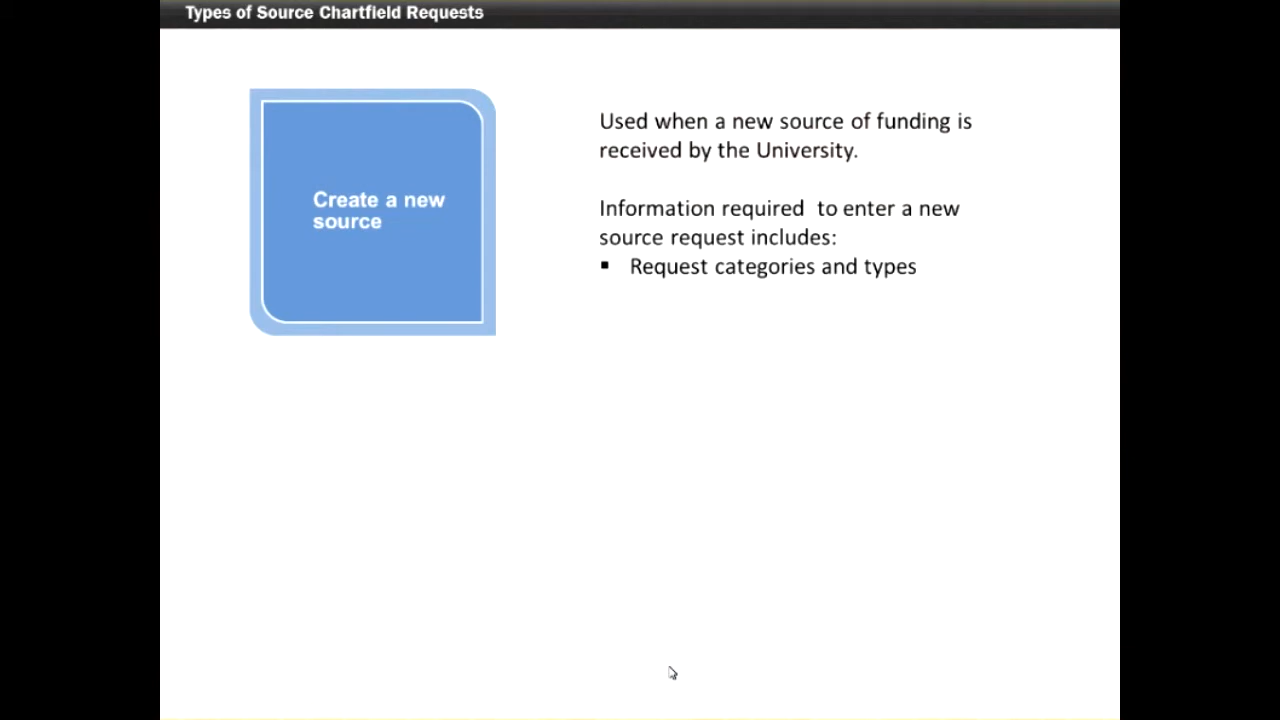 Types of Source Chartfield Requests
Create a new
source
Used when a new source of funding is
received by the University.
Information required  to enter a new
source request includes:
▪ Request categories and types